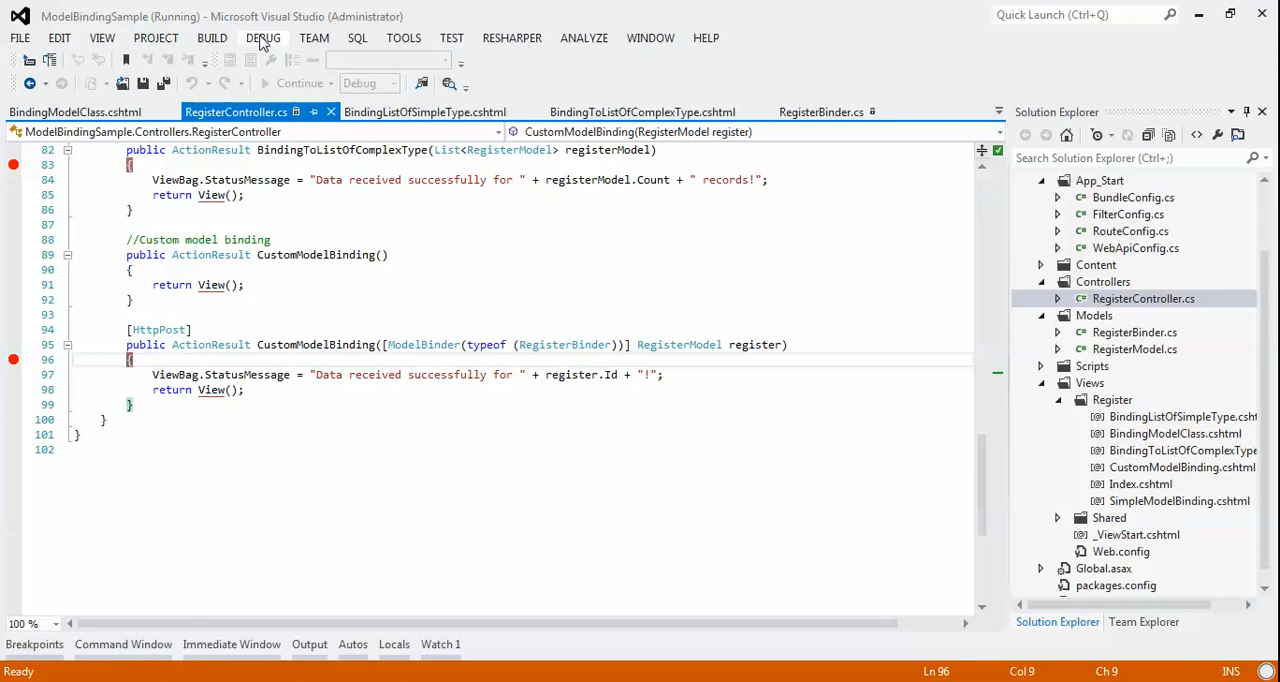 ModelBindingSample (Running) - Microsoft Visual Studio (Administrator)
Quick Launch (Ctrl+Q)
FILE EDIT VIEW PROJECT BUILD DEBUG TEAM SQL TOOLS TEST RESHARPER ANALYZE WINDOW HELP
Continue Debug
BindingModelClass.cshtml RegisterController.cs BindingListOfSimpleType.cshtml BindingToListOfComplexType.cshtml RegisterBinder.cs
Solution Explorer
ModelBindingSample.Controllers.RegisterController CustomModelBinding(RegisterModel register)
82 public ActionResult BindingToListOfComplexType(List<RegisterModel> registerModel)
83 {
84 ViewBag.StatusMessage = "Data received successfully for " + registerModel.Count + " records!";
85 return View();
86 }
87
88 //Custom model binding
89 public ActionResult CustomModelBinding()
90 {
91 return View();
92 }
93
94 [HttpPost]
95 public ActionResult CustomModelBinding([ModelBinder(typeof (RegisterBinder))] RegisterModel register)
96 {
97 ViewBag.StatusMessage = "Data received successfully for " + register.Id + "!";
98 return View();
99 }
100 }
101 }
102
Search Solution Explorer (Ctrl+;)
App_Start
BundleConfig.cs
FilterConfig.cs
RouteConfig.cs
WebApiConfig.cs
Content
Controllers
RegisterController.cs
Models
RegisterBinder.cs
RegisterModel.cs
Scripts
Views
Register
BindingListOfSimpleType.csht
BindingModelClass.cshtml
BindingToListOfComplexType
CustomModelBinding.cshtml
Index.cshtml
SimpleModelBinding.cshtml
Shared
_ViewStart.cshtml
Web.config
Global.asax
packages.config
100 %
Solution Explorer Team Explorer
Breakpoints Command Window Immediate Window Output Autos Locals Watch 1
Ready Ln 96 Col 9 Ch 9 INS